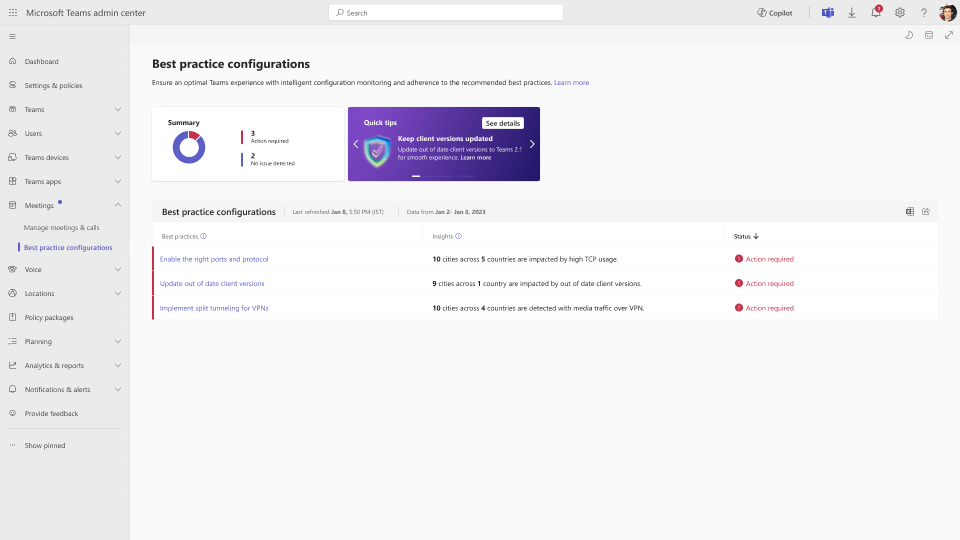 Microsoft Teams admin center
Search
Copilot
1
Dashboard
Settings & policies
Teams
Users
Teams devices
Teams apps
Meetings
Manage meetings & calls
Best practice configurations
Voice
Locations
Policy packages
Planning
Analytics & reports
Notifications & alerts
Provide feedback
Show pinned
Best practice configurations
Ensure an optimal Teams experience with intelligent configuration monitoring and adherence to the recommended best practices. Learn more
Summary
3
Action required
2
No issue detected
Quick tips
See details
Keep client versions updated
Update out of date client versions to Teams 2.1
for smooth experience. Learn more
Best practice configurations
Last refreshed Jan 8, 5:50 PM (IST)
Data from Jan 2- Jan 8, 2023
Best practices
Insights
Status
Enable the right ports and protocol
10 cities across 5 countries are impacted by high TCP usage.
Action required
Update out of date client versions
9 cities across 1 country are impacted by out of date client versions.
Action required
Implement split tunneling for VPNs
10 cities across 4 countries are detected with media traffic over VPN.
Action required